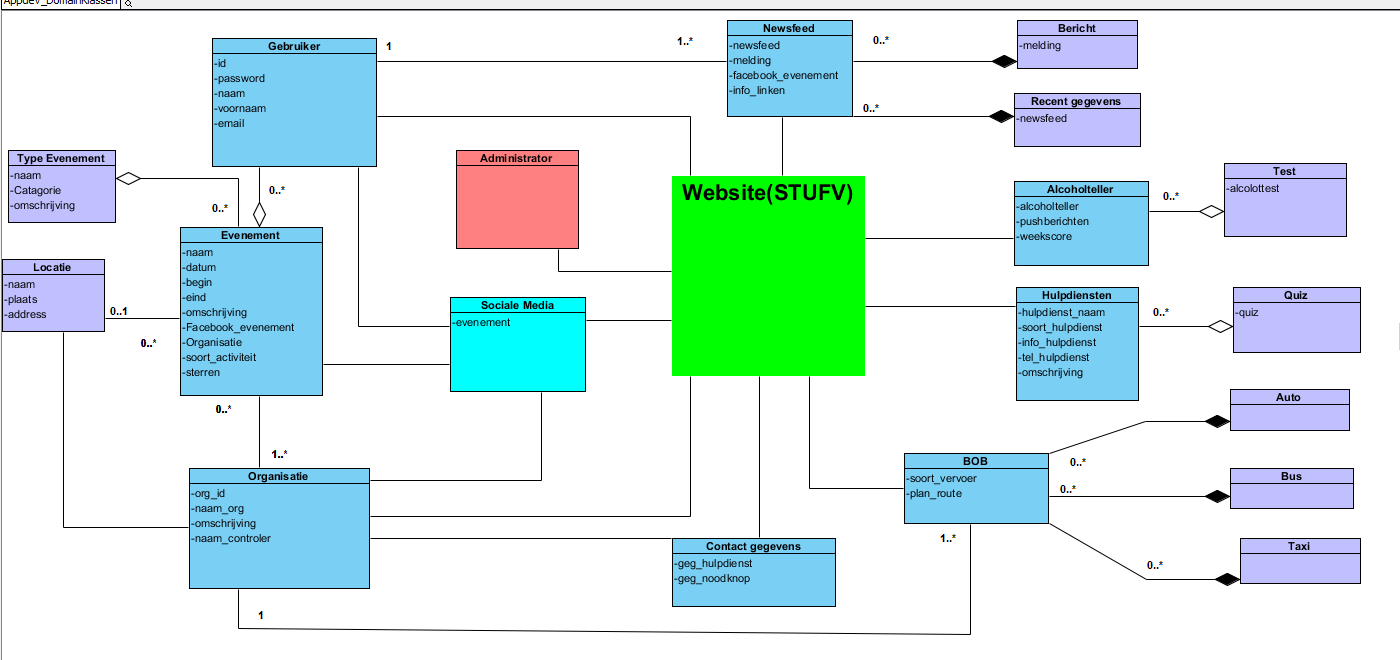 AppdeV_DomainKlassen
Gebruiker
-id
-password
-naam
-voornaam
-email
1
1..*
Newsfeed
-newsfeed
-melding
-facebook_evenement
-info_linken
0..*
0..*
Bericht
-melding
Recent gegevens
-newsfeed
Type Evenement
-naam
-Catagorie
-omschrijving
0..*
0..*
Administrator
Website(STUFV)
Alcoholteller
-alcoholteller
-pushberichten
-weekscore
0..*
Test
-alcolottest
Evenement
-naam
-datum
-begin
-eind
-omschrijving
-Facebook_evenement
-Organisatie
-soort_activiteit
-sterren
Locatie
-naam
-plaats
-address
0..1
0..*
Sociale Media
-evenement
Hulpdiensten
-hulpdienst_naam
-soort_hulpdienst
-info_hulpdienst
-tel_hulpdienst
-omschrijving
0..*
Quiz
-quiz
0..*
1..*
Organisatie
-org_id
-naam_org
-omschrijving
-naam_controler
1
Contact gegevens
-geg_hulpdienst
-geg_noodknop
BOB
-soort_vervoer
-plan_route
1..*
0..*
0..*
0..*
Auto
Bus
Taxi